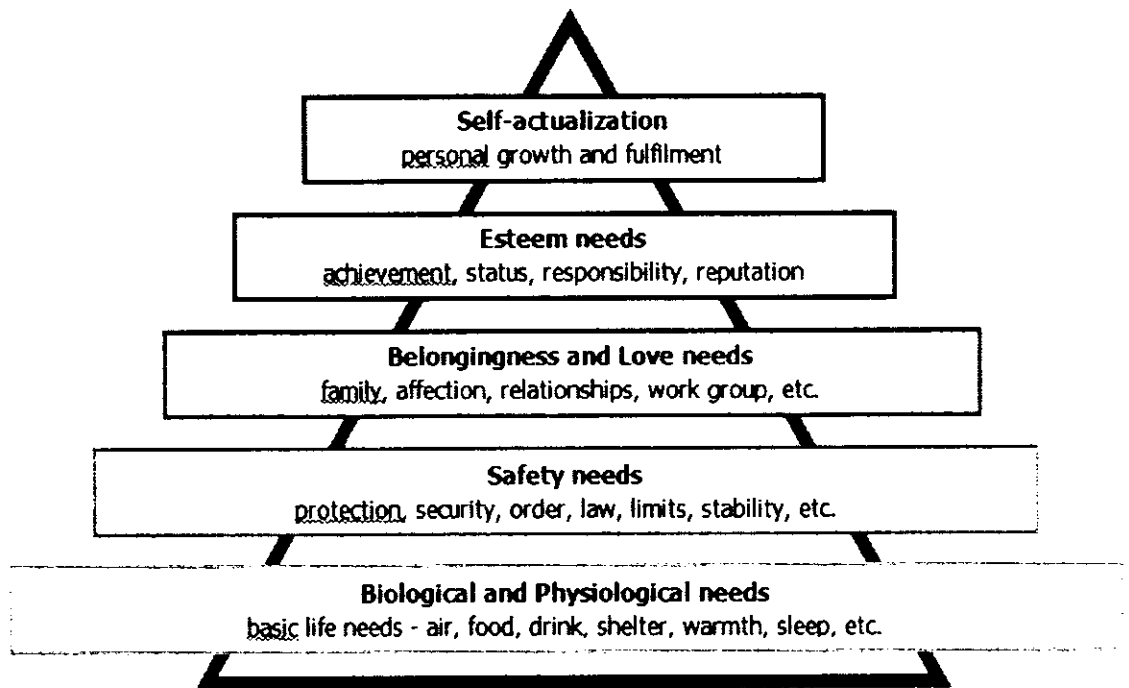 Self-actualization
personal growth and fulfilment
Esteem needs
achievement, status, responsibility, reputation
Belongingness and Love needs
family, affection, relationships, work group, etc.
Safety needs
protection, security, order, law, limits, stability, etc.
Biological and Physiological needs
basic life needs - air, food, drink, shelter, warmth, sleep, etc.